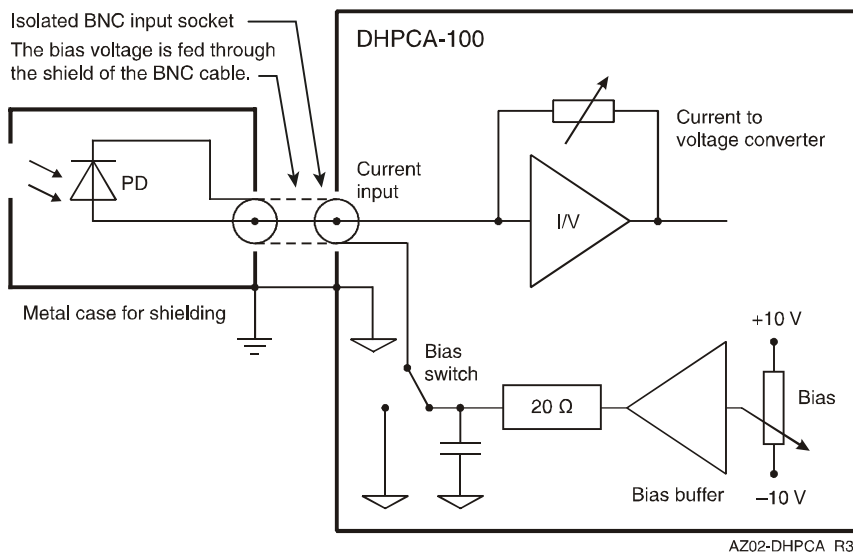 Isolated BNC input socket
The bias voltage is fed through
the shield of the BNC cable.
DHPCA-100
PD
Current
input
Current to
voltage converter
I/V
Metal case for shielding
Bias
switch
20 Ω
+10 V
Bias
–10 V
Bias buffer
AZ02-DHPCA_R3